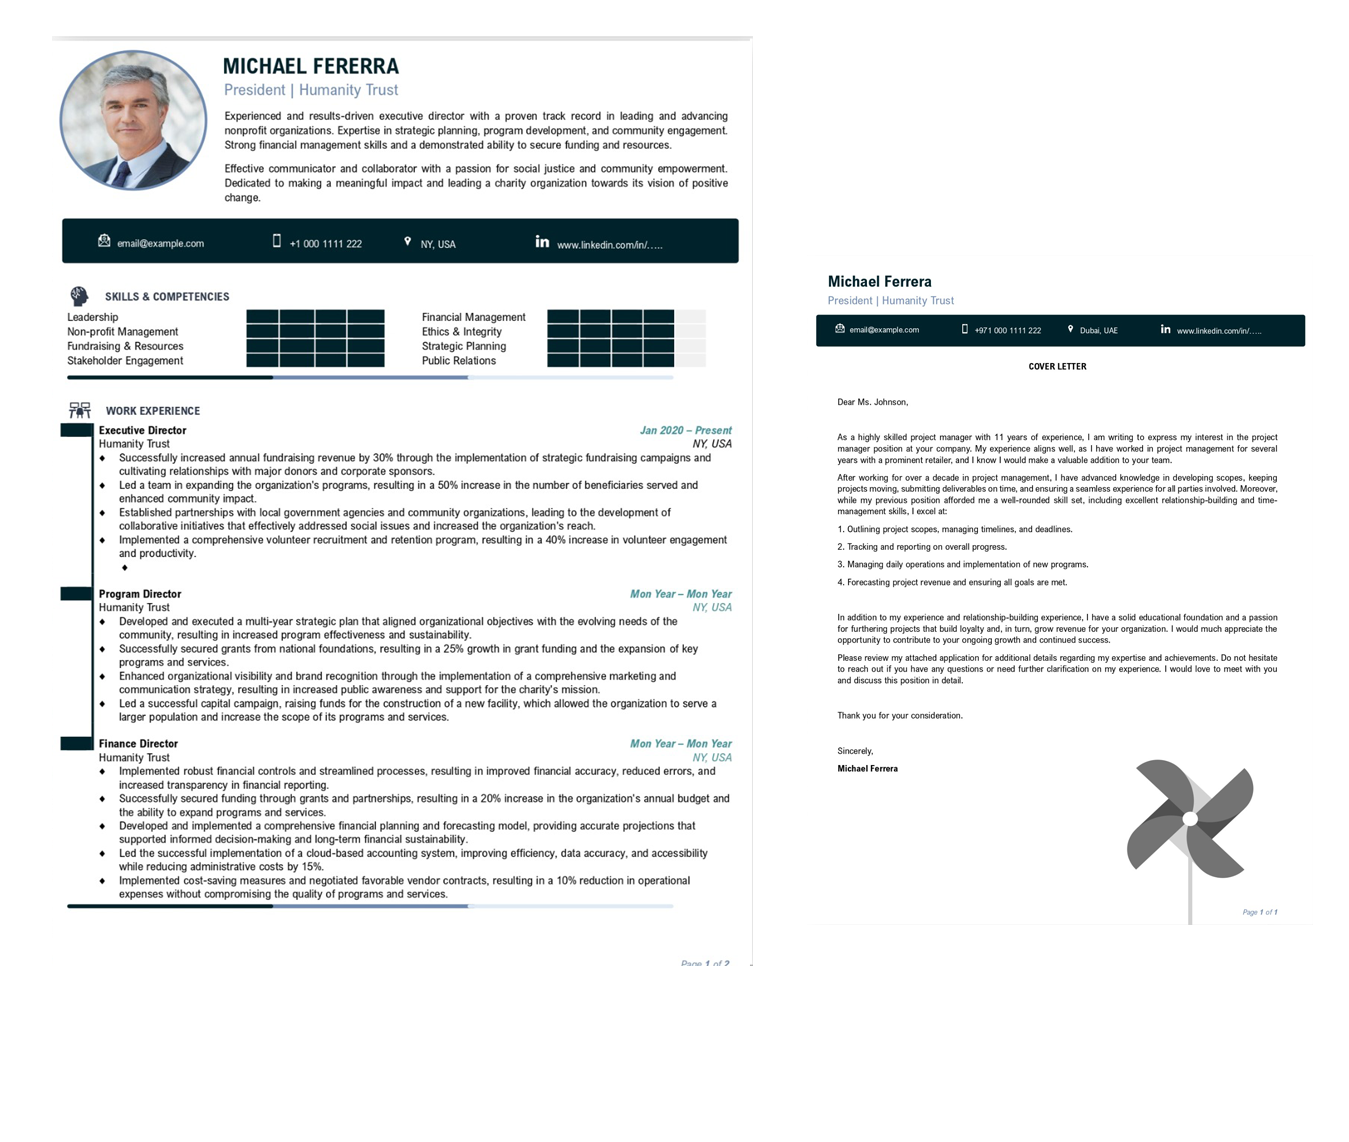 MICHAEL FERERRA
President | Humanity Trust
Experienced and results-driven executive director with a proven track record in leading and advancing
nonprofit organizations. Expertise in strategic planning, program development, and community engagement.
Strong financial management skills and a demonstrated ability to secure funding and resources.
Effective communicator and collaborator with a passion for social justice and community empowerment.
Dedicated to making a meaningful impact and leading a charity organization towards its vision of positive
change.
email@example.com +1 000 1111 222 NY, USA in www.linkedin.com/in/…..
SKILLS & COMPETENCIES
Leadership Financial Management
Non-profit Management Ethics & Integrity
Fundraising & Resources Strategic Planning
Stakeholder Engagement Public Relations
WORK EXPERIENCE
Executive Director Jan 2020 – Present
Humanity Trust NY, USA
♦ Successfully increased annual fundraising revenue by 30% through the implementation of strategic fundraising campaigns and
cultivating relationships with major donors and corporate sponsors.
♦ Led a team in expanding the organization's programs, resulting in a 50% increase in the number of beneficiaries served and
enhanced community impact.
♦ Established partnerships with local government agencies and community organizations, leading to the development of
collaborative initiatives that effectively addressed social issues and increased the organization's reach.
♦ Implemented a comprehensive volunteer recruitment and retention program, resulting in a 40% increase in volunteer engagement
and productivity.
♦
Program Director Mon Year – Mon Year
Humanity Trust NY, USA
♦ Developed and executed a multi-year strategic plan that aligned organizational objectives with the evolving needs of the
community, resulting in increased program effectiveness and sustainability.
♦ Successfully secured grants from national foundations, resulting in a 25% growth in grant funding and the expansion of key
programs and services.
♦ Enhanced organizational visibility and brand recognition through the implementation of a comprehensive marketing and
communication strategy, resulting in increased public awareness and support for the charity's mission.
♦ Led a successful capital campaign, raising funds for the construction of a new facility, which allowed the organization to serve a
larger population and increase the scope of its programs and services.
Finance Director Mon Year – Mon Year
Humanity Trust NY, USA
♦ Implemented robust financial controls and streamlined processes, resulting in improved financial accuracy, reduced errors, and
increased transparency in financial reporting.
♦ Successfully secured funding through grants and partnerships, resulting in a 20% increase in the organization's annual budget and
the ability to expand programs and services.
♦ Developed and implemented a comprehensive financial planning and forecasting model, providing accurate projections that
supported informed decision-making and long-term financial sustainability.
♦ Led the successful implementation of a cloud-based accounting system, improving efficiency, data accuracy, and accessibility
while reducing administrative costs by 15%.
♦ Implemented cost-saving measures and negotiated favorable vendor contracts, resulting in a 10% reduction in operational
expenses without compromising the quality of programs and services.
Page 1 of 2
Michael Ferrera
President | Humanity Trust
email@example.com +971 000 1111 222 Dubai, UAE in www.linkedin.com/in/…..
COVER LETTER
Dear Ms. Johnson,
As a highly skilled project manager with 11 years of experience, I am writing to express my interest in the project
manager position at your company. My experience aligns well, as I have worked in project management for several
years with a prominent retailer, and I know I would make a valuable addition to your team.
After working for over a decade in project management, I have advanced knowledge in developing scopes, keeping
projects moving, submitting deliverables on time, and ensuring a seamless experience for all parties involved. Moreover,
while my previous position afforded me a well-rounded skill set, including excellent relationship-building and time-
management skills, I excel at:
1. Outlining project scopes, managing timelines, and deadlines.
2. Tracking and reporting on overall progress.
3. Managing daily operations and implementation of new programs.
4. Forecasting project revenue and ensuring all goals are met.
In addition to my experience and relationship-building experience, I have a solid educational foundation and a passion
for furthering projects that build loyalty and, in turn, grow revenue for your organization. I would much appreciate the
opportunity to contribute to your ongoing growth and continued success.
Please review my attached application for additional details regarding my expertise and achievements. Do not hesitate
to reach out if you have any questions or need further clarification on my experience. I would love to meet with you
and discuss this position in detail.
Thank you for your consideration.
Sincerely,
Michael Ferrera
Page 1 of 1